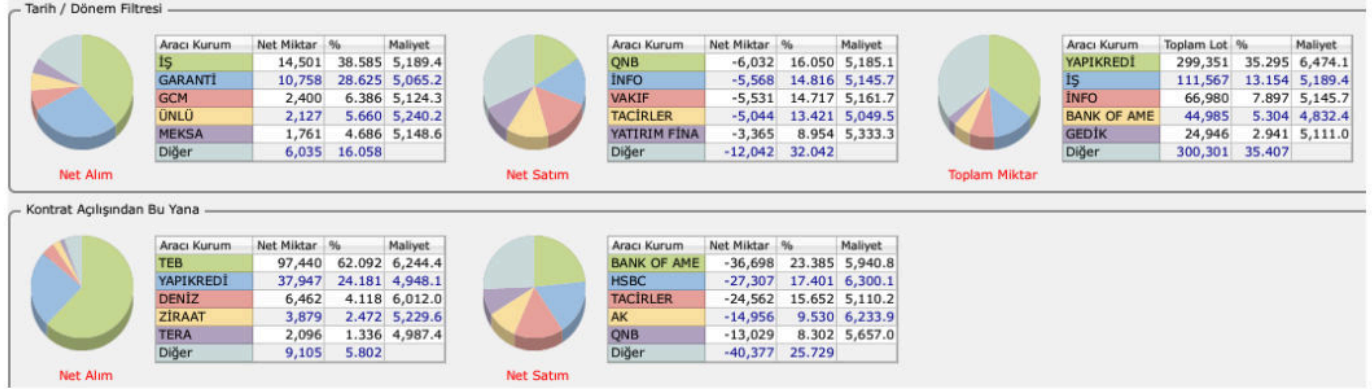 Tarih / Dönem Filtresi
Aracı Kurum Net Miktar % Maliyet
İŞ 14,501 38.585 5,189.4
GARANTİ 10,758 28.625 5,065.2
GCM 2,400 6.386 5,124.3
ÜNLÜ 2,127 5.660 5,240.2
MEKSA 1,761 4.686 5,148.6
Diğer 6,035 16.058
Net Alım
Aracı Kurum Net Miktar % Maliyet
QNB -6,032 16.050 5,185.1
İNFO -5,568 14.816 5,145.7
VAKIF -5,531 14.717 5,161.7
TACİRLER -5,044 13.421 5,049.5
YATIRIM FİNA -3,365 8.954 5,333.3
Diğer -12,042 32.042
Net Satım
Aracı Kurum Toplam Lot % Maliyet
YAPIKREDİ 299,351 35.295 6,474.1
İŞ 111,567 13.154 5,189.4
İNFO 66,980 7.897 5,145.7
BANK OF AME 44,985 5.304 4,832.4
GEDİK 24,946 2.941 5,111.0
Diğer 300,301 35.407
Toplam Miktar
Kontrat Açılışından Bu Yana
Aracı Kurum Net Miktar % Maliyet
TEB 97,440 62.092 6,244.4
YAPIKREDİ 37,947 24.181 4,948.1
DENİZ 6,462 4.118 6,012.0
ZİRAAT 3,879 2.472 5,229.6
TERA 2,096 1.336 4,987.4
Diğer 9,105 5.802
Net Alım
Aracı Kurum Net Miktar % Maliyet
BANK OF AME -36,698 23.385 5,940.8
HSBC -27,307 17.401 6,300.1
TACİRLER -24,562 15.652 5,110.2
AK -14,956 9.530 6,233.9
QNB -13,029 8.302 5,657.0
Diğer -40,377 25.729
Net Satım